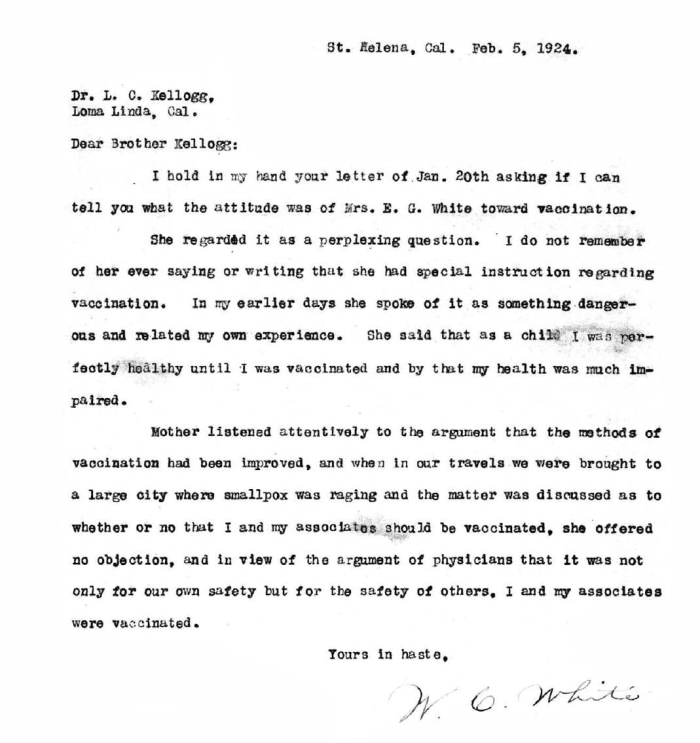 St. Helena, Cal. Feb. 5, 1924.
Dr. L. C. Kellogg,
Loma Linda, Cal.
Dear Brother Kellogg:
I hold in my hand your letter of Jan. 20th asking if I can
tell you what the attitude was of Mrs. E. G. White toward vaccination.
She regarded it as a perplexing question. I do not remember
of her ever saying or writing that she had special instruction regarding
vaccination. In my earlier days she spoke of it as something danger-
ous and related my own experience. She said that as a child I was per-
fectly healthy until I was vaccinated and by that my health was much im-
paired.
Mother listened attentively to the argument that the methods of
vaccination had been improved, and when in our travels we were brought to
a large city where smallpox was raging and the matter was discussed as to
whether or no that I and my associates should be vaccinated, she offered
no objection, and in view of the argument of physicians that it was not
only for our own safety but for the safety of others, I and my associates
were vaccinated.
Yours in haste,
W. C. White